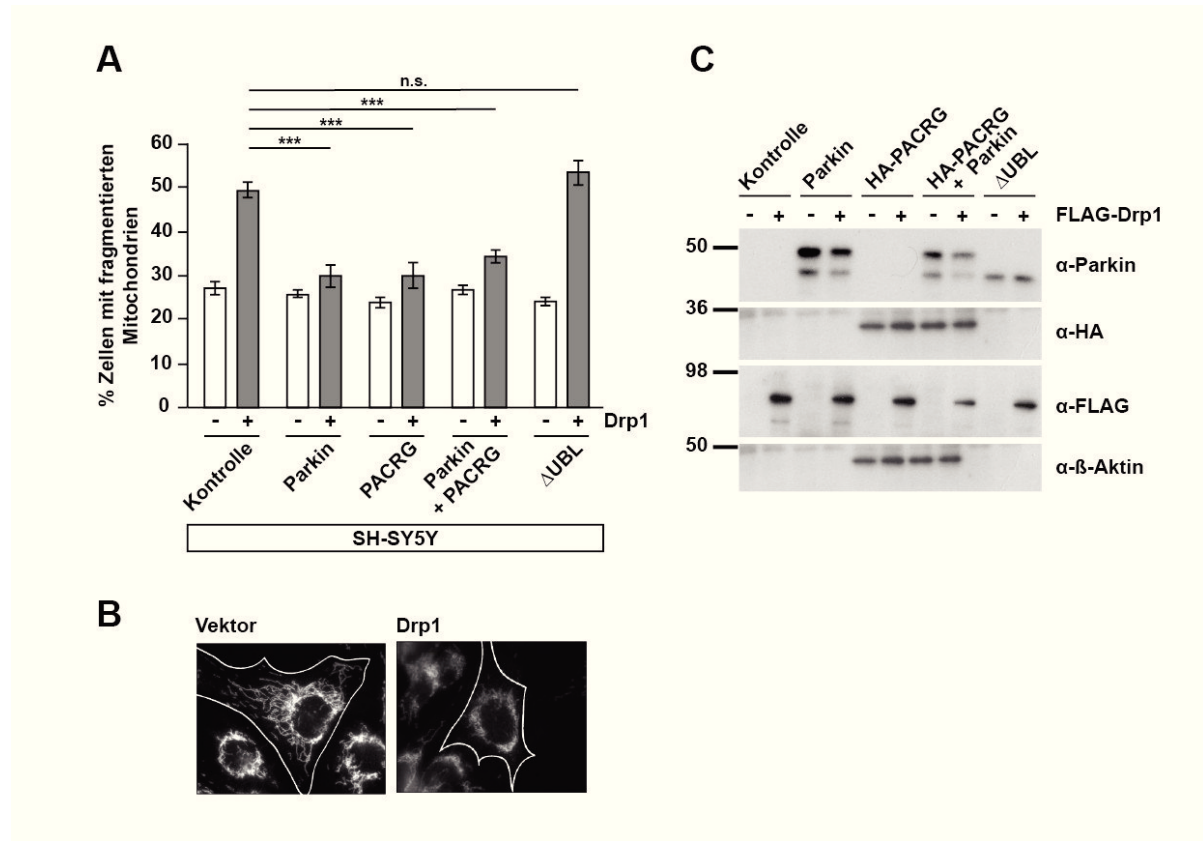 A
n.s.
***
***
***
% Zellen mit fragmentierten
Mitochondrien
60
50
40
30
20
10
0
- + - + - + - + - + Drp1
Kontrolle
Parkin
PACRG
Parkin
+ PACRG
ΔUBL
SH-SY5Y
B
Vektor
Drp1
C
Kontrolle
Parkin
HA-PACRG
HA-PACRG
+ Parkin
ΔUBL
- + - + - + - + - + FLAG-Drp1
50
α-Parkin
36
α-HA
98
α-FLAG
50
α-ß-Aktin